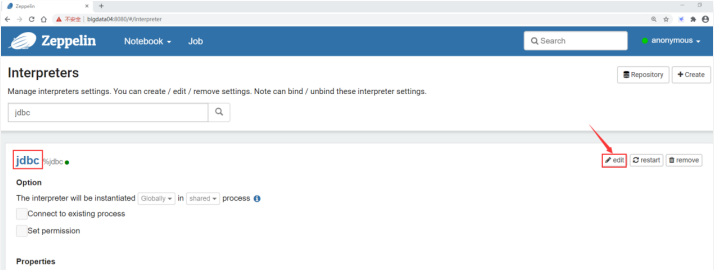 Zeppelin
不安全 | bigdata04:8080/#/interpreter
Zeppelin Notebook Job Search anonymous
Interpreters Repository + Create
Manage interpreters settings. You can create / edit / remove settings. Note can bind / unbind these interpreter settings.
jdbc
jdbc %jdbc edit restart remove
Option
The interpreter will be instantiated Globally in shared process
Connect to existing process
Set permission
Properties